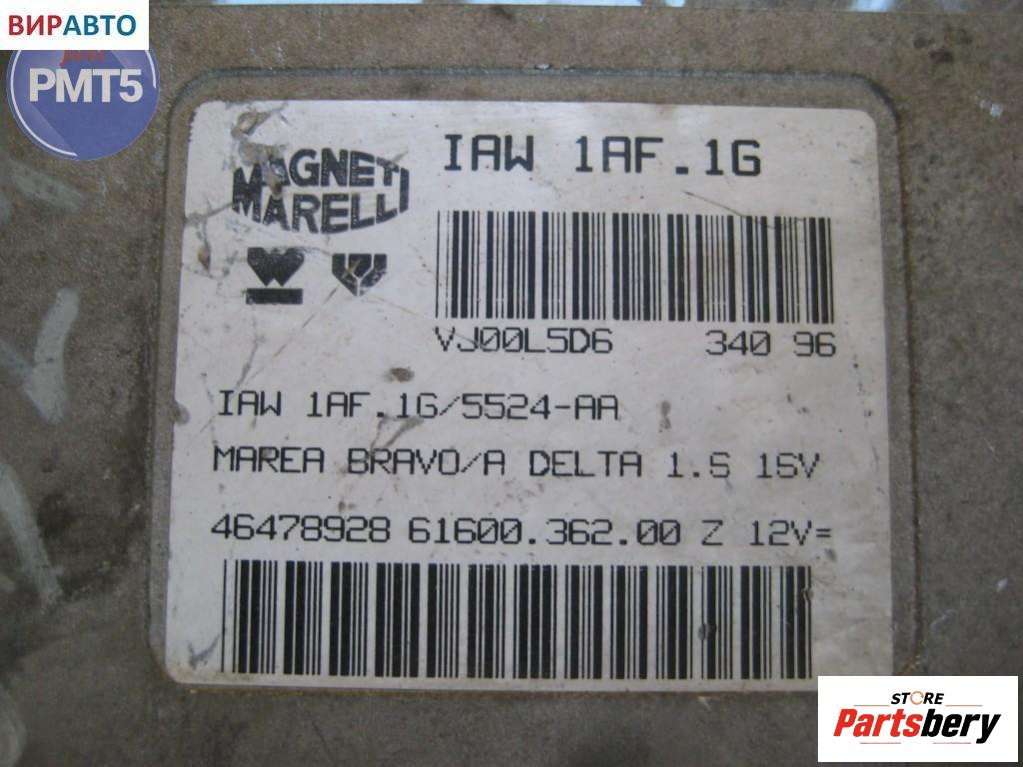 ВИРАВТО
PMT5
MAGNETI
MARELLI
IAW 1AF.1G
VJ00L5D6 340 96
IAW 1AF.1G/5524-AA
MAREA BRAVO/A DELTA 1.6 16V
46478928 61600.362.00 Z 12V=
STORE
Partsbery